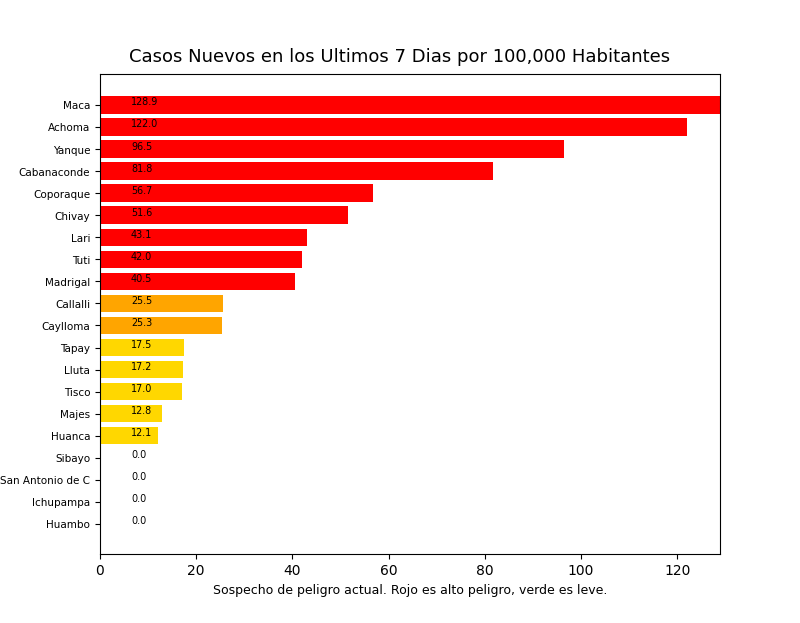 Casos Nuevos en los Ultimos 7 Dias por 100,000 Habitantes
Maca 128.9
Achoma 122.0
Yanque 96.5
Cabanaconde 81.8
Coporaque 56.7
Chivay 51.6
Lari 43.1
Tuti 42.0
Madrigal 40.5
Callalli 25.5
Caylloma 25.3
Tapay 17.5
Lluta 17.2
Tisco 17.0
Majes 12.8
Huanca 12.1
Sibayo 0.0
San Antonio de C 0.0
Ichupampa 0.0
Huambo 0.0
0 20 40 60 80 100 120
Sospecho de peligro actual. Rojo es alto peligro, verde es leve.